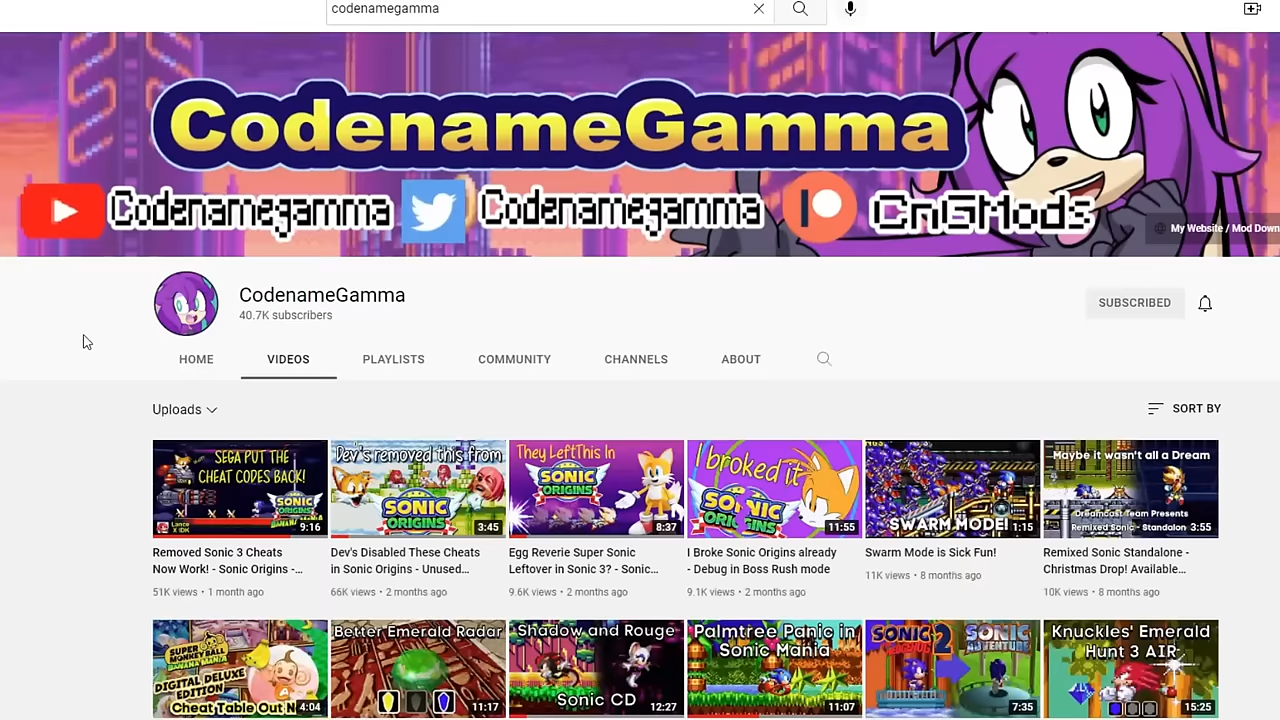 codenamegamma
CodenameGamma
Codenamegamma
Codenamegamma
CnGMods
My Website / Mod Down
CodenameGamma
40.7K subscribers
SUBSCRIBED
HOME
VIDEOS
PLAYLISTS
COMMUNITY
CHANNELS
ABOUT
Uploads
SORT BY
SEGA PUT THE
CHEAT CODES BACK!
SONIC
ORIGINS
Lance
X IDK
9:16
Dev's removed this from
SONIC
ORIGINS
3:45
They LeftThis In
SONIC
ORIGINS
8:37
I broked it
SONIC
ORIGINS
11:55
SWARM MODE!
1:15
Maybe it wasn't all a Dream
Dreamcast Team Presents
Remixed Sonic - Standalon
3:55
Removed Sonic 3 Cheats
Now Work! - Sonic Origins -...
51K views • 1 month ago
Dev's Disabled These Cheats
in Sonic Origins - Unused...
66K views • 2 months ago
Egg Reverie Super Sonic
Leftover in Sonic 3? - Sonic...
9.6K views • 2 months ago
I Broke Sonic Origins already
- Debug in Boss Rush mode
9.1K views • 2 months ago
Swarm Mode is Sick Fun!
11K views • 8 months ago
Remixed Sonic Standalone -
Christmas Drop! Available...
10K views • 8 months ago
SUPER
MONKEY BALL
BANANA MANIA
DIGITAL DELUXE
EDITION
Cheat Table Out N
4:04
Better Emerald Radar
11:17
Shadow and Rouge
Sonic CD
12:27
Palmtree Panic in
Sonic Mania
11:07
SONIC
2
SONIC
ADVENTURE
7:35
Knuckles' Emerald
Hunt 3 AIR
15:25